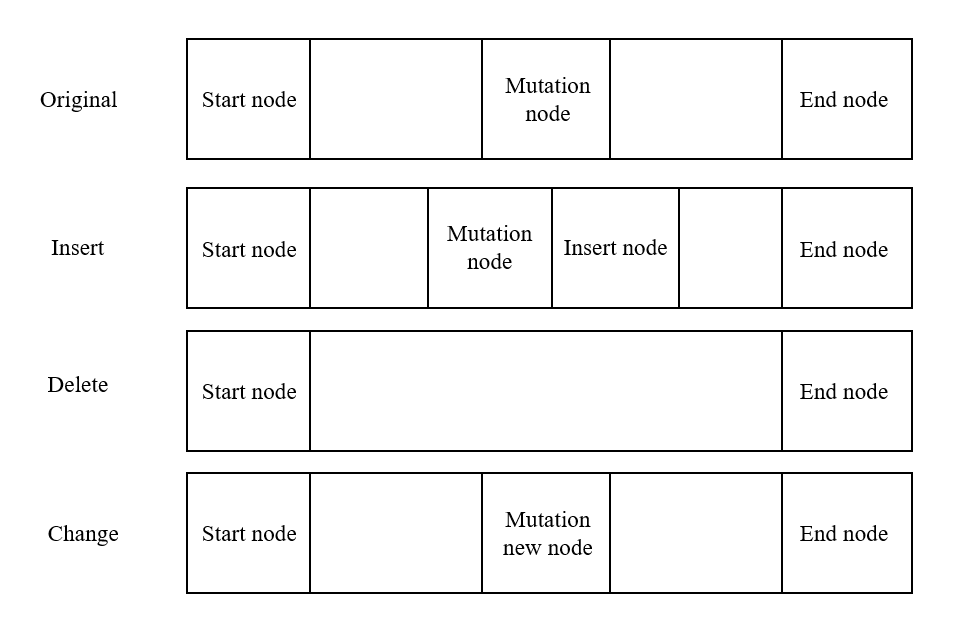 Original
Start node
Mutation
node
End node
Insert
Start node
Mutation
node
Insert node
End node
Delete
Start node
End node
Change
Start node
Mutation
new node
End node